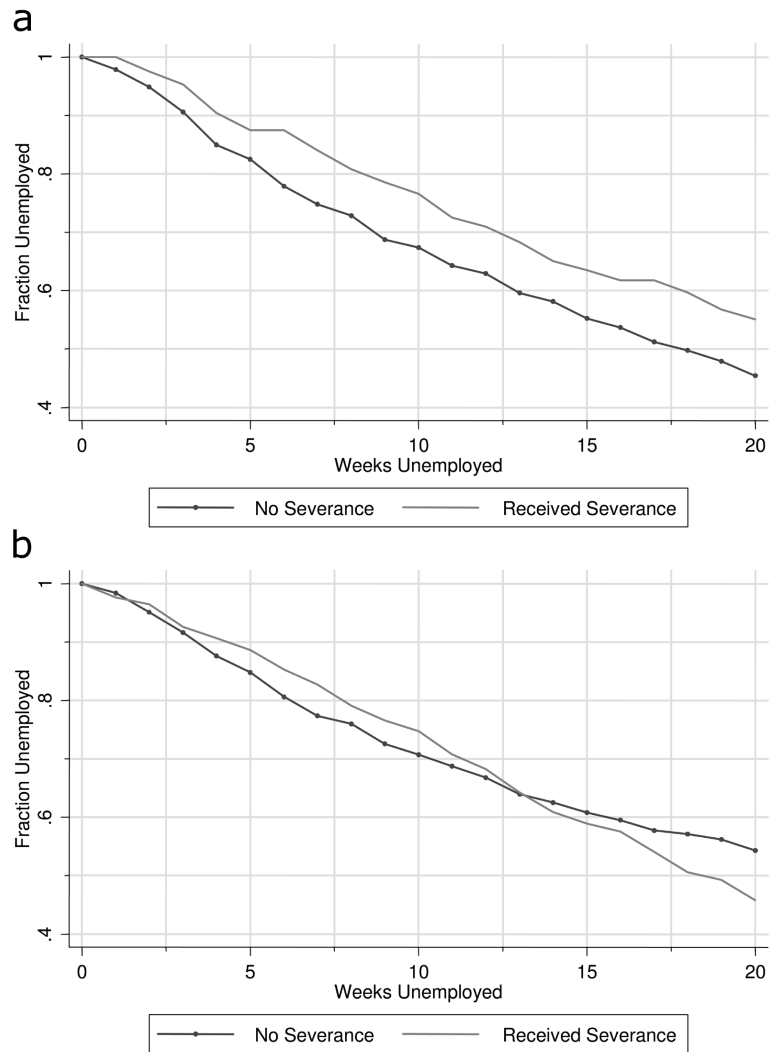 a
1
.8
.6
.4
Fraction Unemployed
0 5 10 15 20
Weeks Unemployed
No Severance Received Severance
b
1
.8
.6
.4
Fraction Unemployed
0 5 10 15 20
Weeks Unemployed
No Severance Received Severance